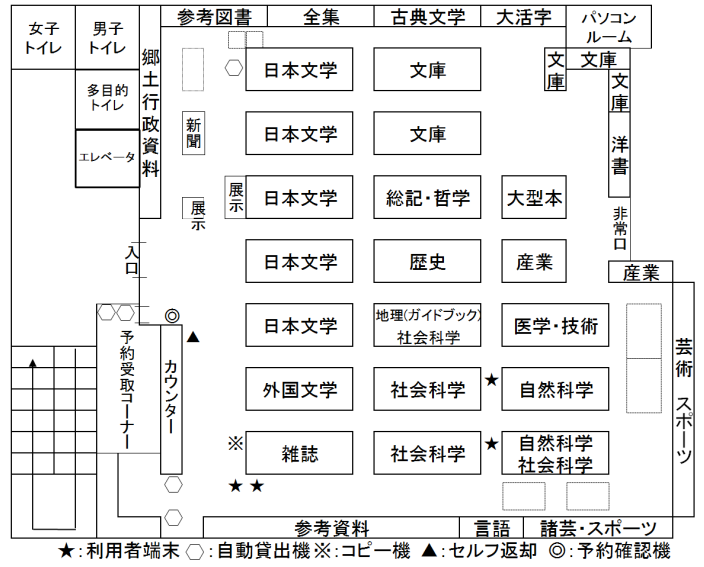 女子
トイレ
男子
トイレ
多目的
トイレ
エレベータ
郷土行政資料
参考図書
全集
古典文学
大活字
パソコン
ルーム
日本文学
文庫
文庫
文庫
文庫
新聞
日本文学
文庫
洋書
展示
展示
日本文学
総記・哲学
大型本
非常口
入口
日本文学
歴史
産業
産業
◎
日本文学
地理(ガイドブック)
社会科学
医学・技術
予約受取コーナー
カウンター
▲
▲
外国文学
社会科学
★
自然科学
芸術 スポーツ
※
雑誌
社会科学
★
自然科学
社会科学
★ ★
参考資料
言語
諸芸・スポーツ
★:利用者端末 ⬡:自動貸出機 ※:コピー機 ▲:セルフ返却 ◎:予約確認機